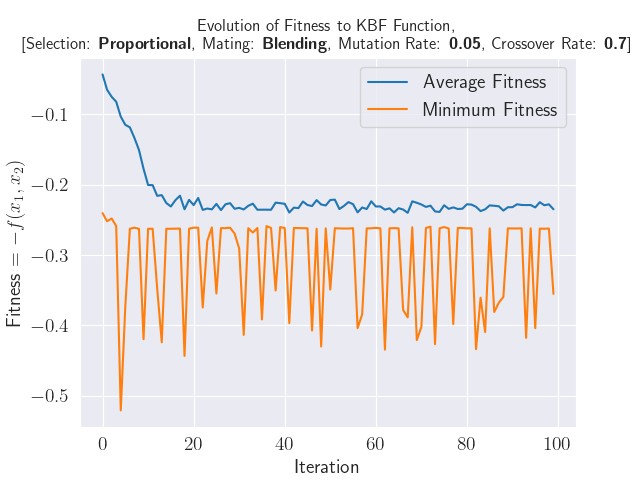 Evolution of Fitness to KBF Function,
[Selection: Proportional, Mating: Blending, Mutation Rate: 0.05, Crossover Rate: 0.7]
Average Fitness
Minimum Fitness
Fitness = −f(x₁, x₂)
−0.1
−0.2
−0.3
−0.4
−0.5
0 20 40 60 80 100
Iteration